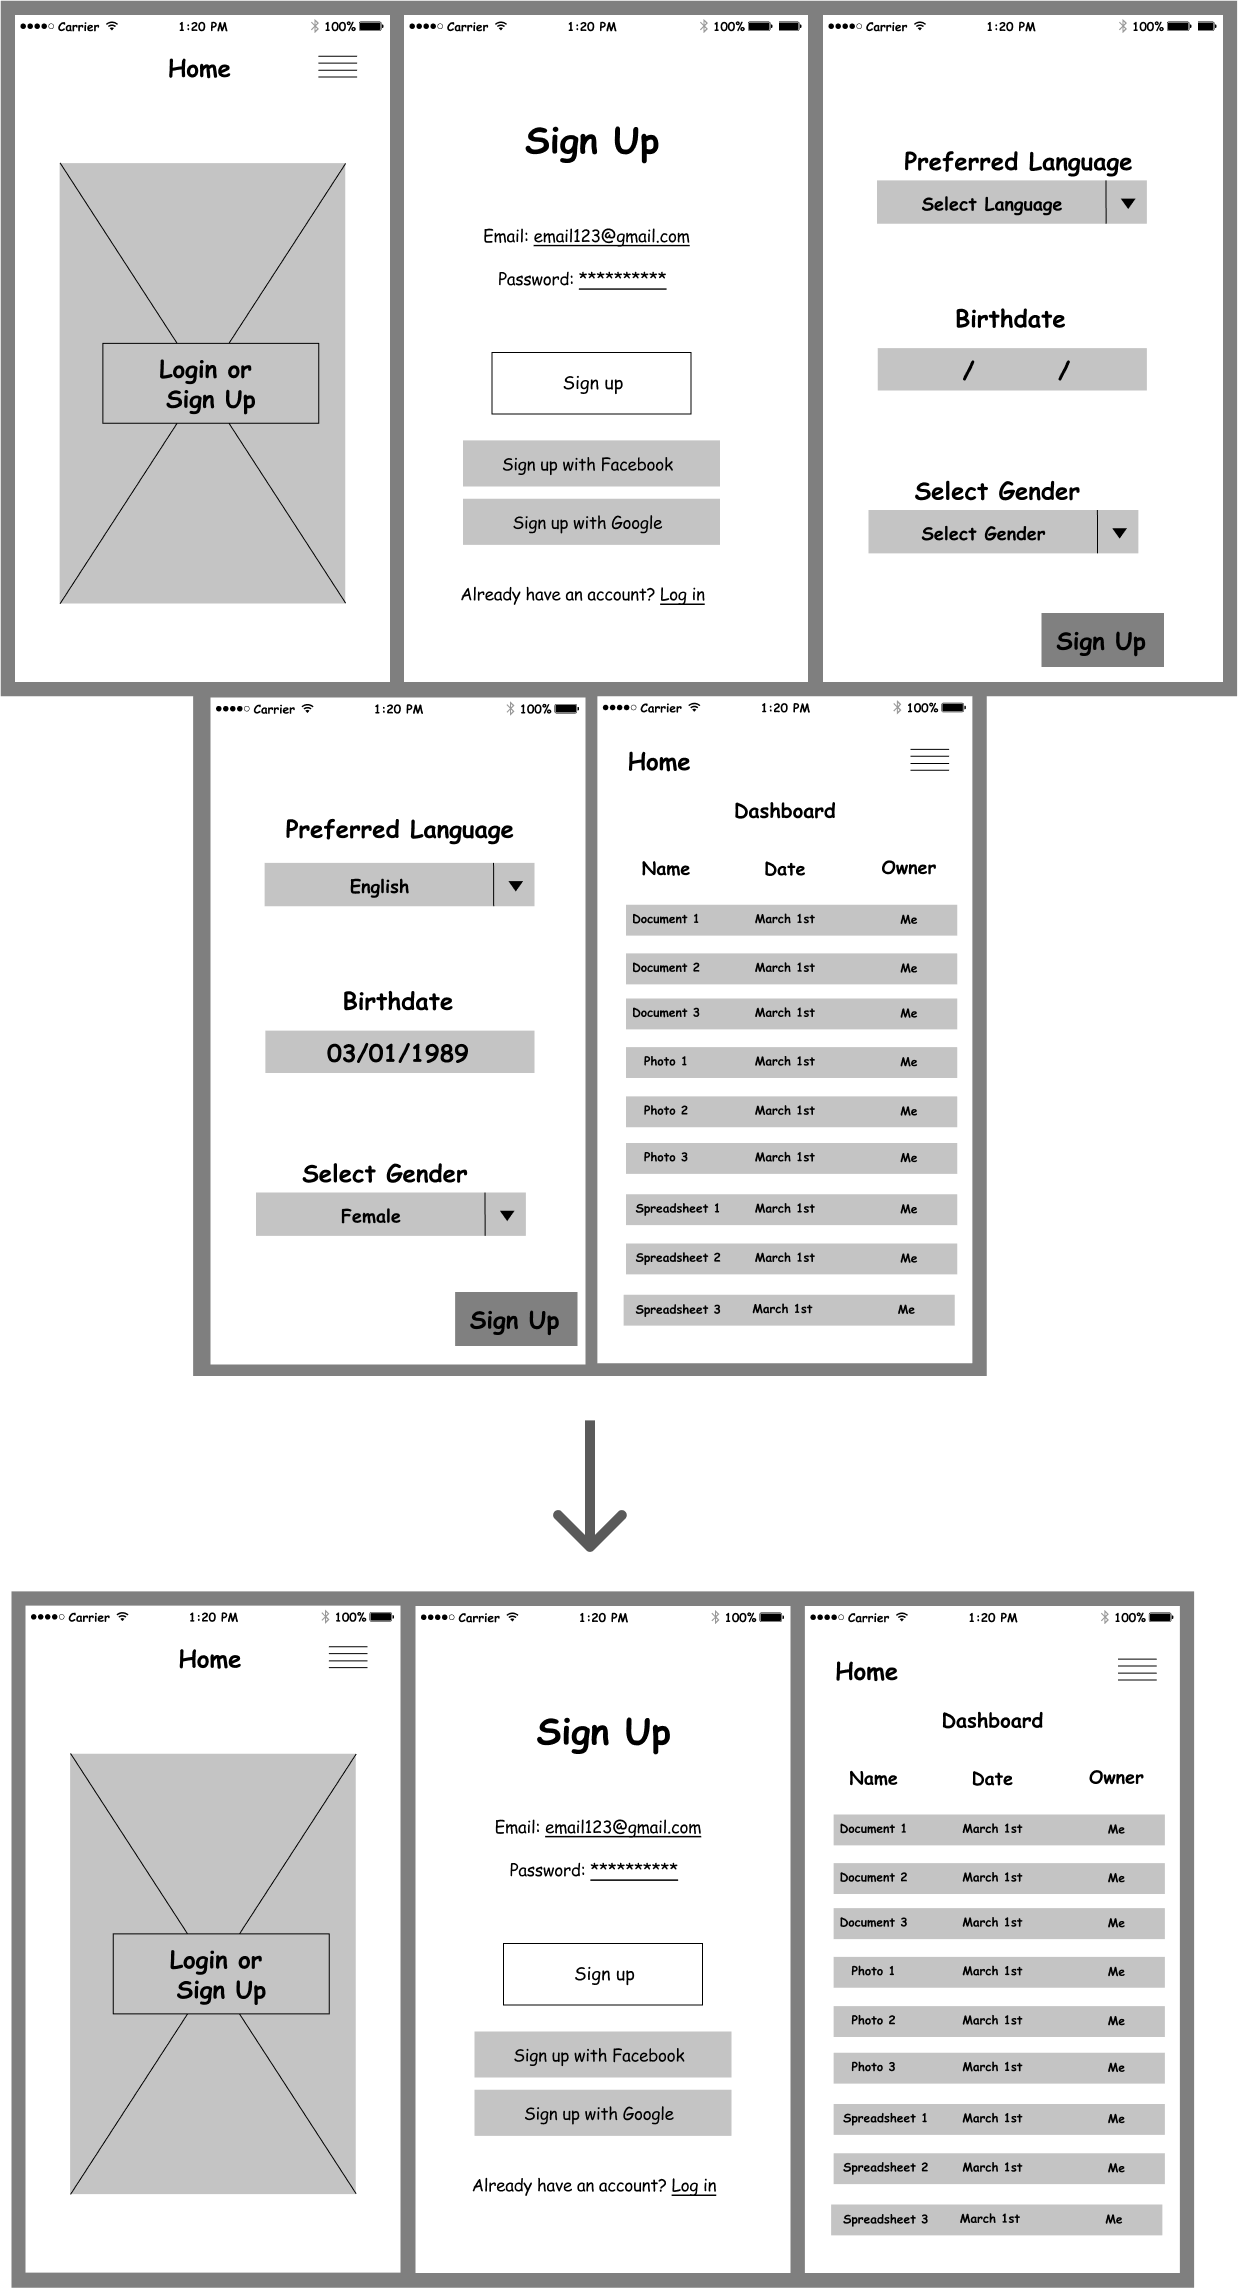 Carrier 1:20 PM 100%
Home
Login or
Sign Up
Carrier 1:20 PM 100%
Sign Up
Email: email123@gmail.com
Password: **********
Sign up
Sign up with Facebook
Sign up with Google
Already have an account? Log in
Carrier 1:20 PM 100%
Preferred Language
Select Language
Birthdate
/ /
Select Gender
Select Gender
Sign Up
Carrier 1:20 PM 100%
Preferred Language
English
Birthdate
03/01/1989
Select Gender
Female
Sign Up
Carrier 1:20 PM 100%
Home
Dashboard
Name Date Owner
Document 1 March 1st Me
Document 2 March 1st Me
Document 3 March 1st Me
Photo 1 March 1st Me
Photo 2 March 1st Me
Photo 3 March 1st Me
Spreadsheet 1 March 1st Me
Spreadsheet 2 March 1st Me
Spreadsheet 3 March 1st Me
Carrier 1:20 PM 100%
Home
Login or
Sign Up
Carrier 1:20 PM 100%
Sign Up
Email: email123@gmail.com
Password: **********
Sign up
Sign up with Facebook
Sign up with Google
Already have an account? Log in
Carrier 1:20 PM 100%
Home
Dashboard
Name Date Owner
Document 1 March 1st Me
Document 2 March 1st Me
Document 3 March 1st Me
Photo 1 March 1st Me
Photo 2 March 1st Me
Photo 3 March 1st Me
Spreadsheet 1 March 1st Me
Spreadsheet 2 March 1st Me
Spreadsheet 3 March 1st Me